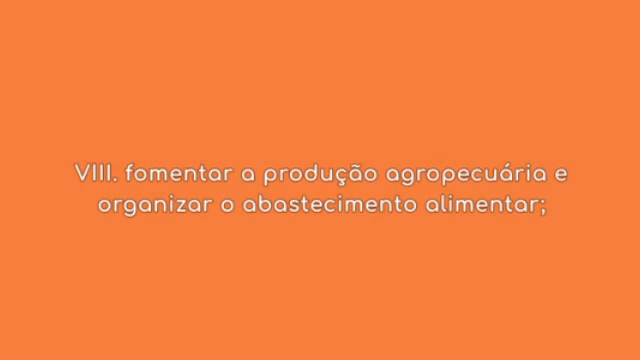 VIII. fomentar a produção agropecuária e
organizar o abastecimento alimentar;